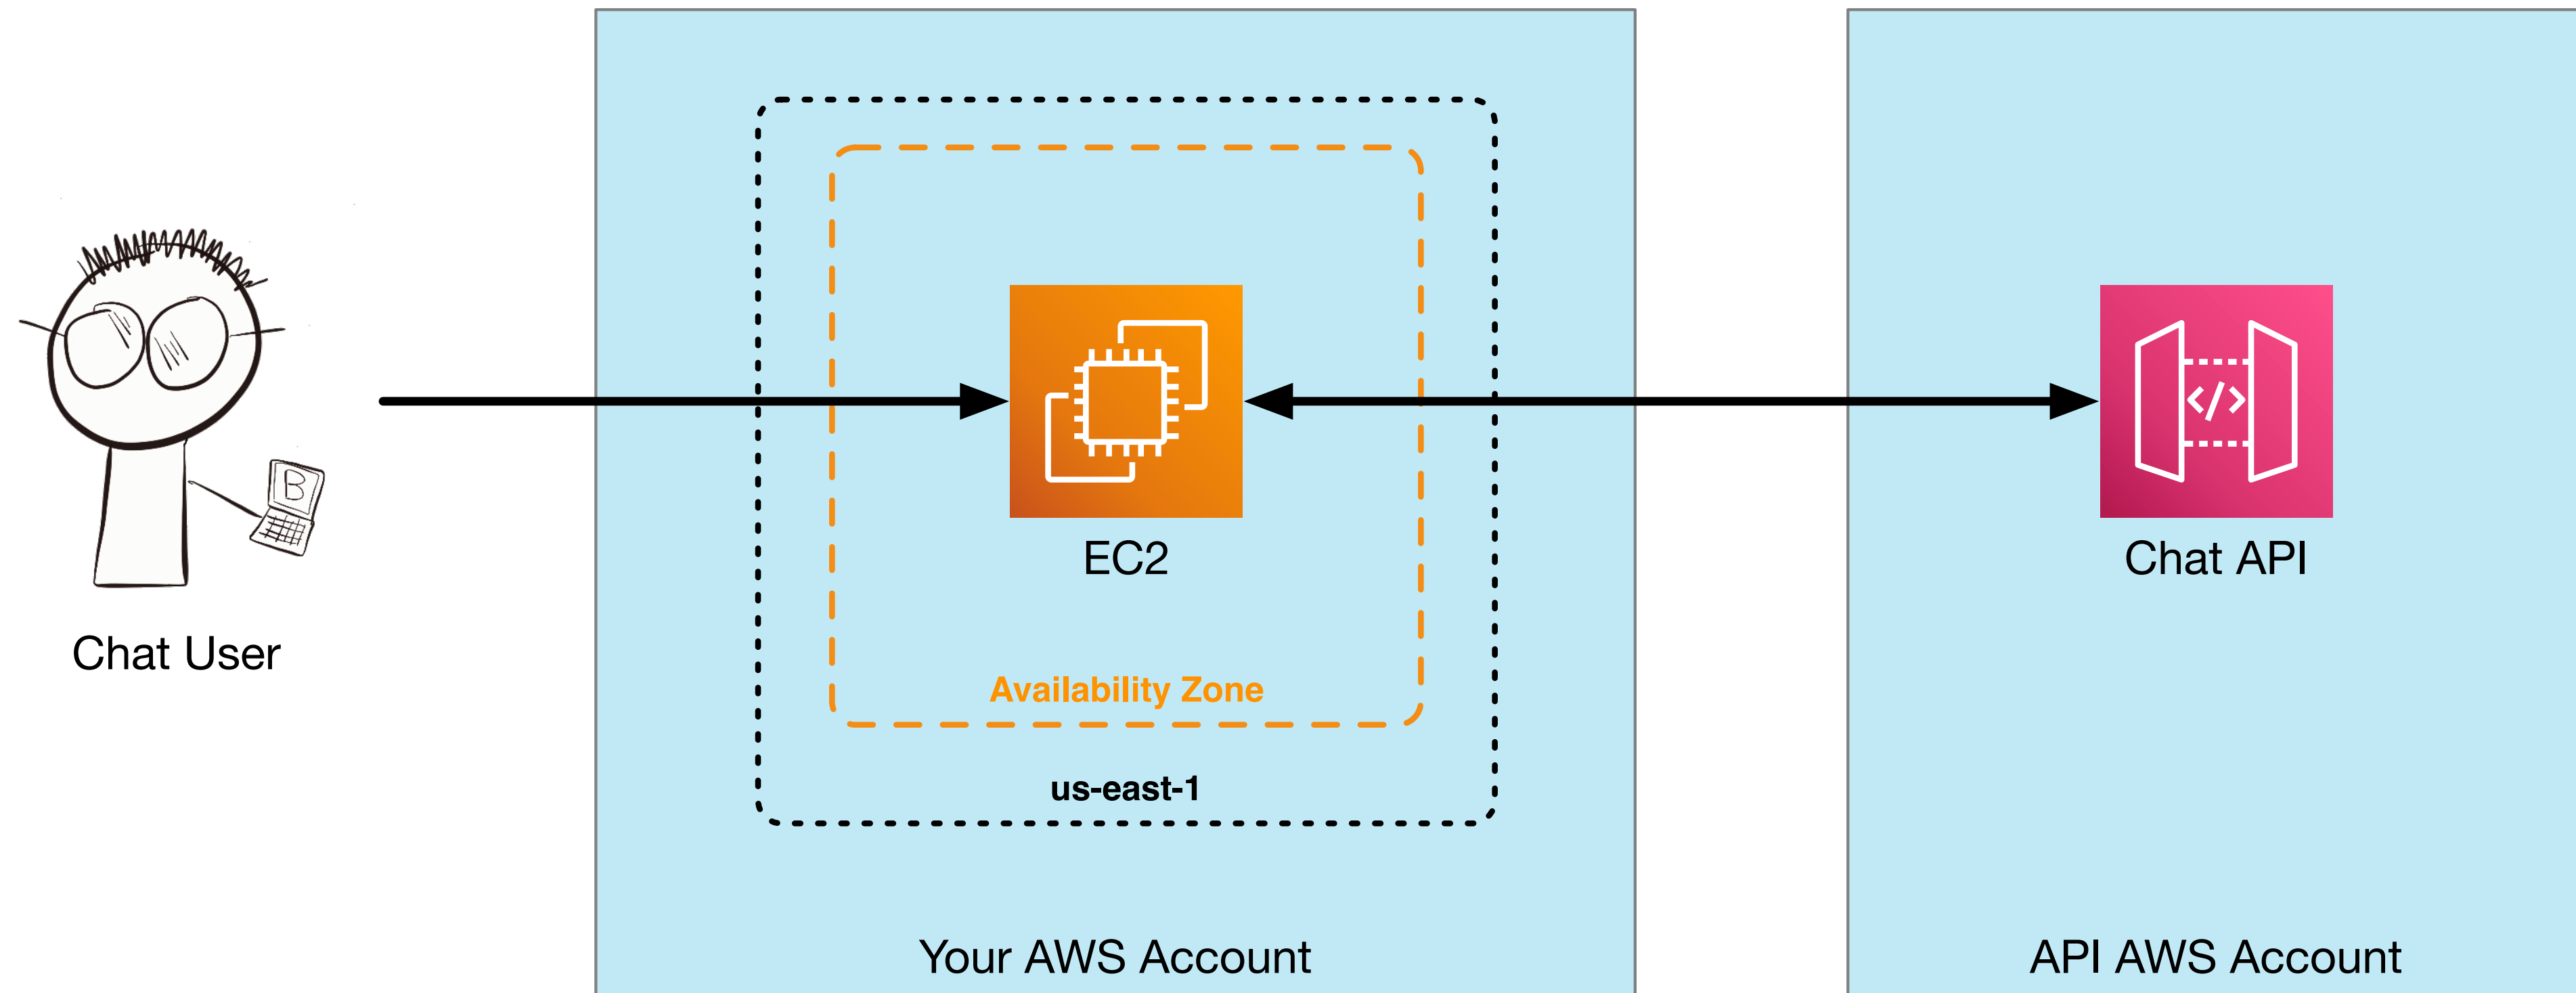 B
Chat User
EC2
Availability Zone
us-east-1
Your AWS Account
</>
Chat API
API AWS Account